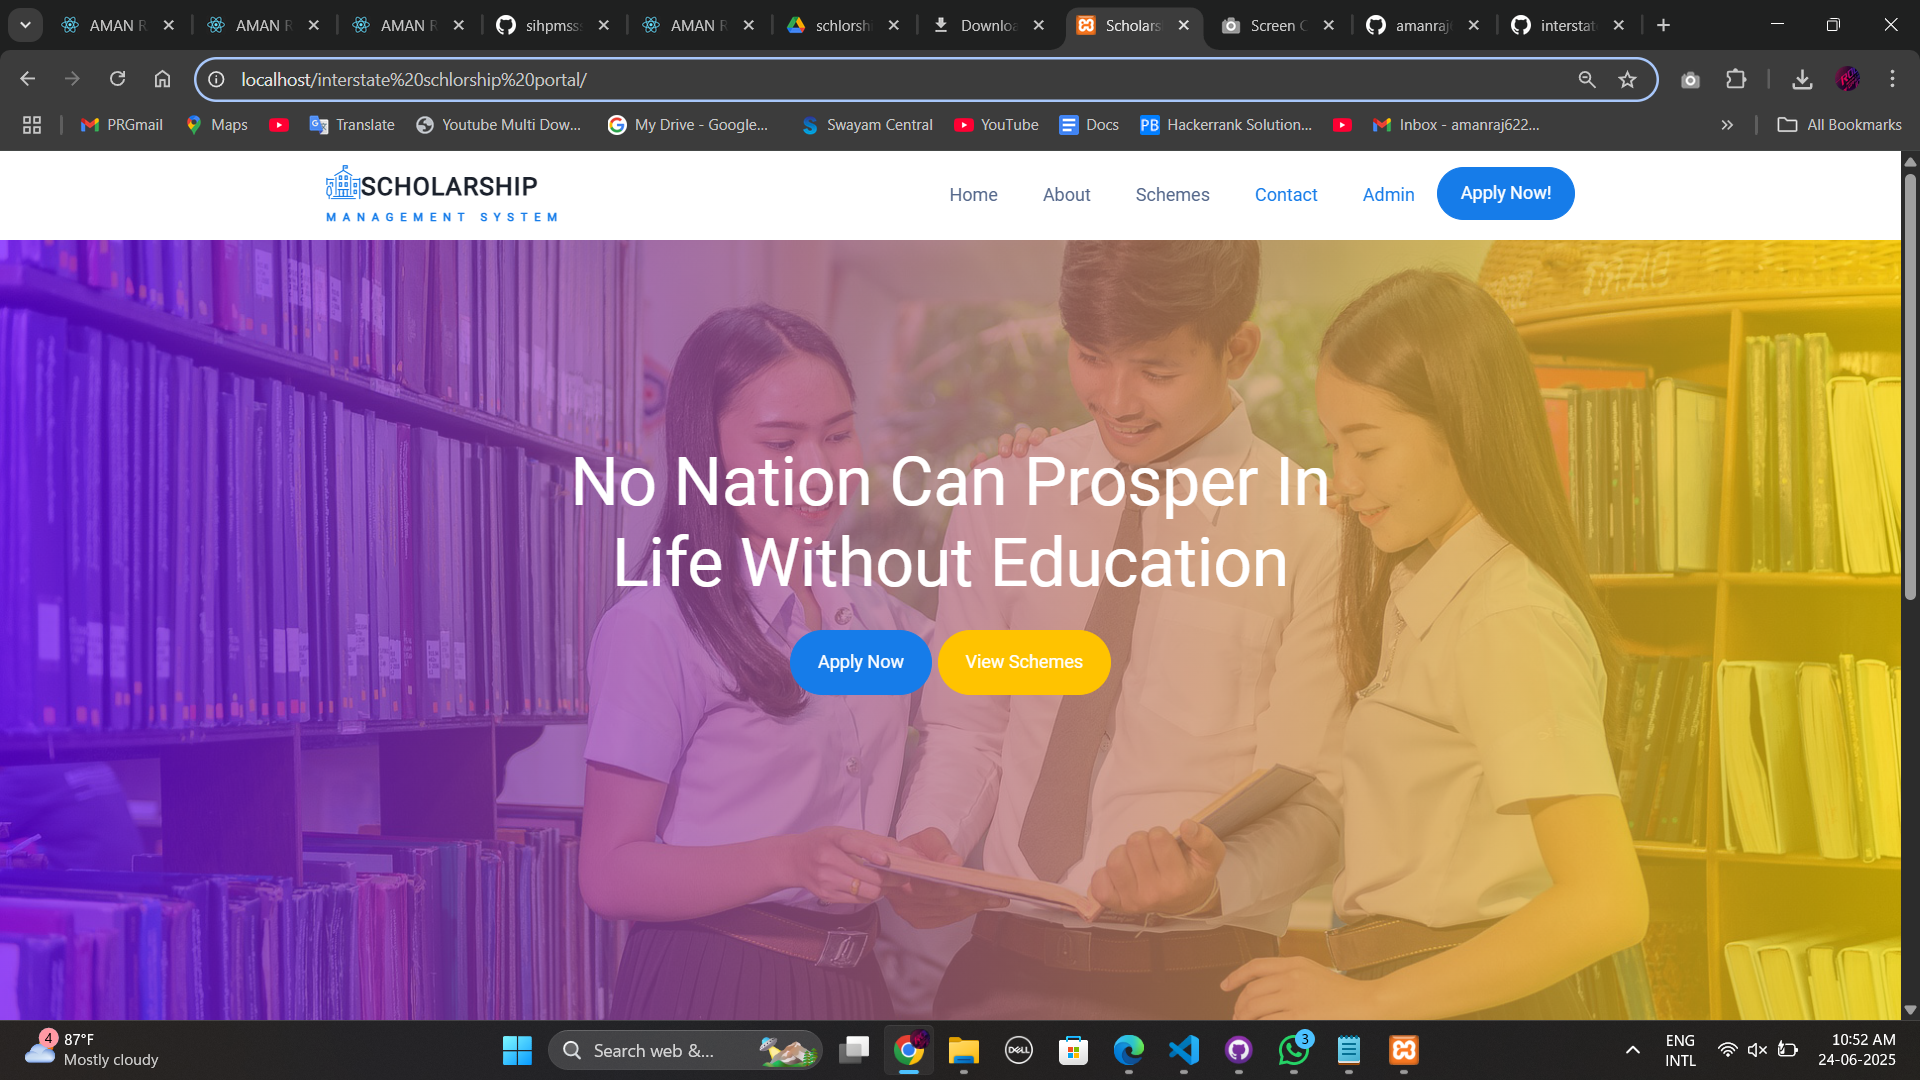 AMAN R
AMAN R
AMAN R
sihpmss
AMAN R
schlorshi
Downloa
Scholars
Screen C
amanraj
interstat
localhost/interstate%20schlorship%20portal/
PRGmail
Maps
Translate
Youtube Multi Dow...
My Drive - Google...
Swayam Central
YouTube
Docs
PB
Hackerrank Solution...
Inbox - amanraj622...
All Bookmarks
SCHOLARSHIP
MANAGEMENT SYSTEM
Home
About
Schemes
Contact
Admin
Apply Now!
No Nation Can Prosper In
Life Without Education
Apply Now
View Schemes
4
87°F
Mostly cloudy
Search web &...
DELL
3
ENG
INTL
10:52 AM
24-06-2025